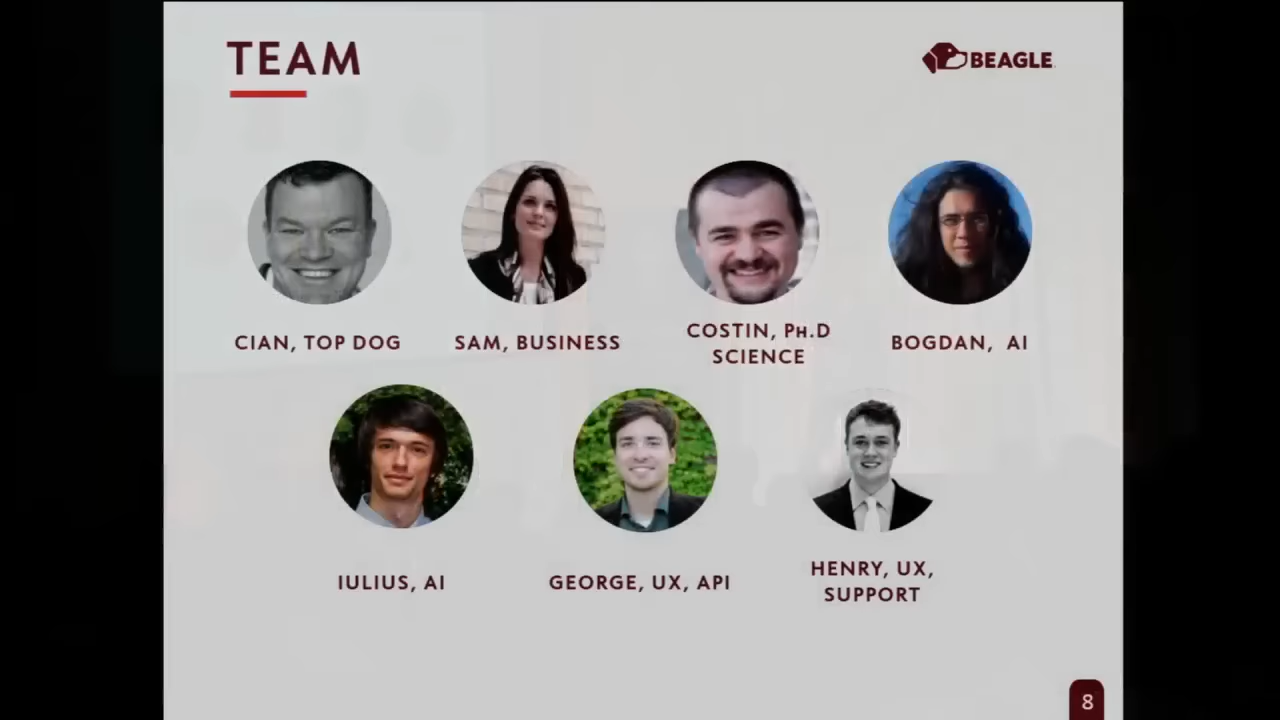 TEAM
BEAGLE
CIAN, TOP DOG
SAM, BUSINESS
COSTIN, PH.D
SCIENCE
BOGDAN, AI
IULIUS, AI
GEORGE, UX, API
HENRY, UX,
SUPPORT
8